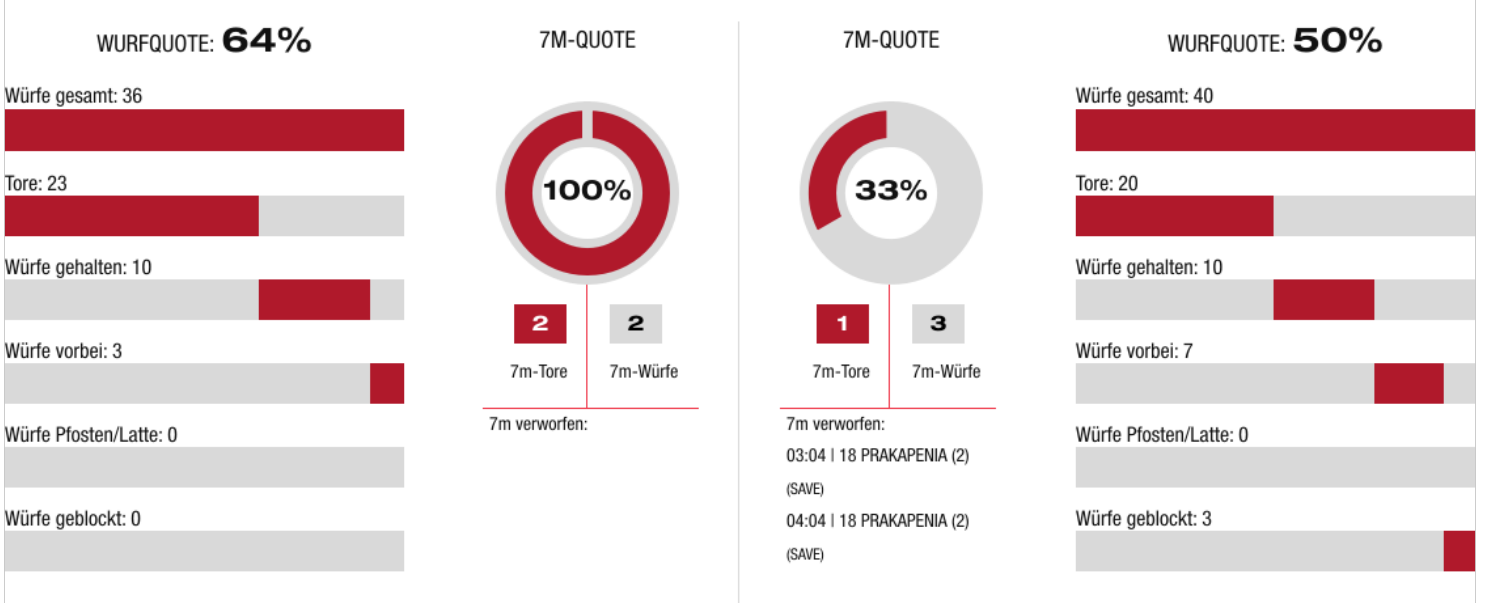 WURFQUOTE: 64%
Würfe gesamt: 36
Tore: 23
Würfe gehalten: 10
Würfe vorbei: 3
Würfe Pfosten/Latte: 0
Würfe geblockt: 0
7M-QUOTE
100%
2
2
7m-Tore
7m-Würfe
7m verworfen:
7M-QUOTE
33%
1
3
7m-Tore
7m-Würfe
7m verworfen:
03:04 | 18 PRAKAPENIA (2)
(SAVE)
04:04 | 18 PRAKAPENIA (2)
(SAVE)
WURFQUOTE: 50%
Würfe gesamt: 40
Tore: 20
Würfe gehalten: 10
Würfe vorbei: 7
Würfe Pfosten/Latte: 0
Würfe geblockt: 3